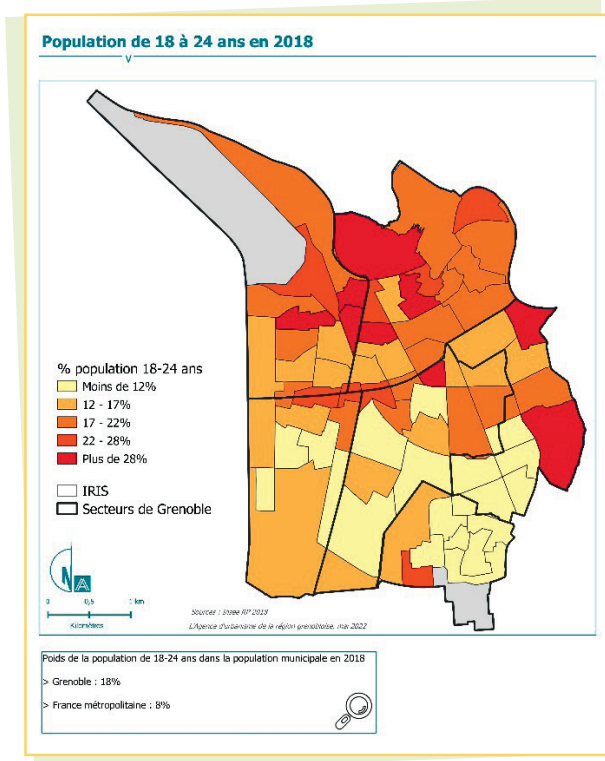 Population de 18 à 24 ans en 2018
% population 18-24 ans
Moins de 12%
12 - 17%
17 - 22%
22 - 28%
Plus de 28%
IRIS
Secteurs de Grenoble
N
0 0,5 1 km
Kilomètres
Sources : Insee RP 2018
L'Agence d'urbanisme de la région grenobloise, mai 2022
Poids de la population de 18-24 ans dans la population municipale en 2018
> Grenoble : 18%
> France métropolitaine : 8%